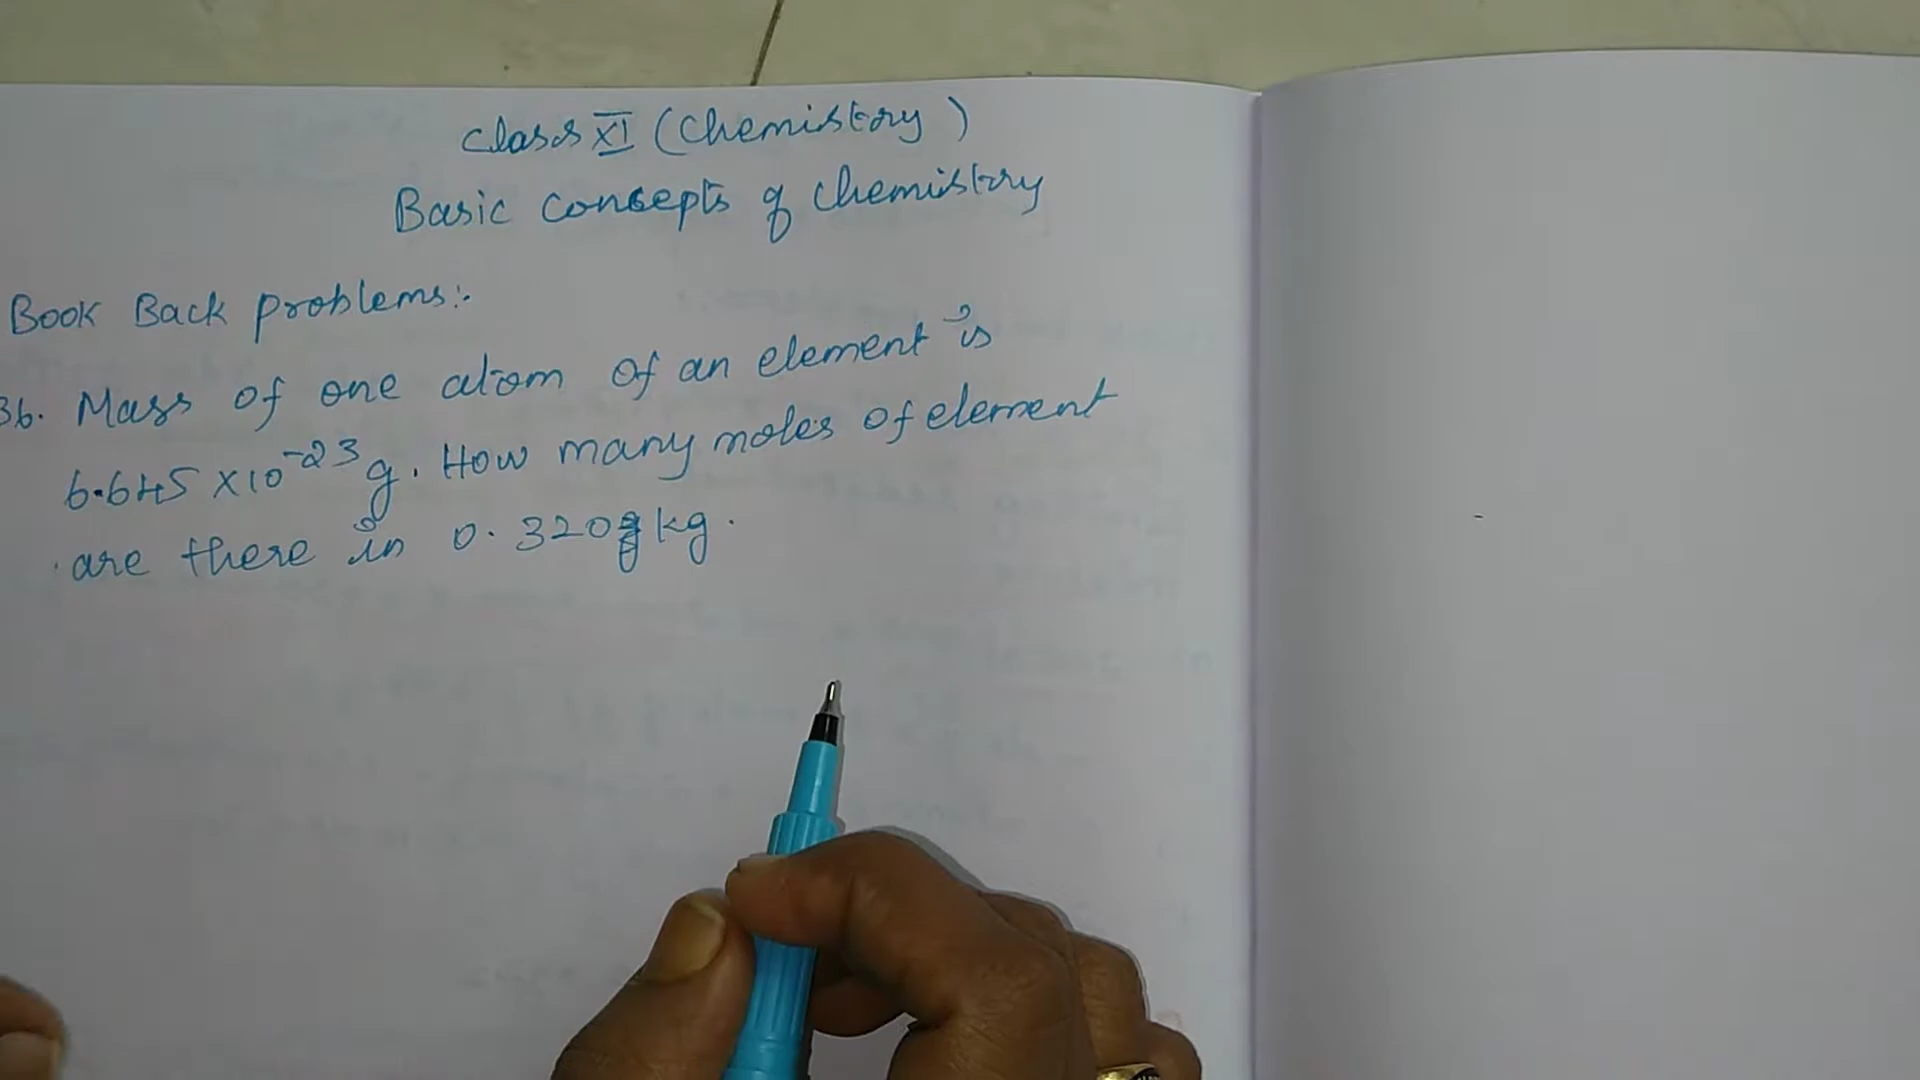 Class XI (Chemistry)
Basic concepts of chemistry
Book Back problems:-
36. Mass of one atom of an element is
6.645 x10⁻²³ g. How many moles of element
are there in 0.320 kg.